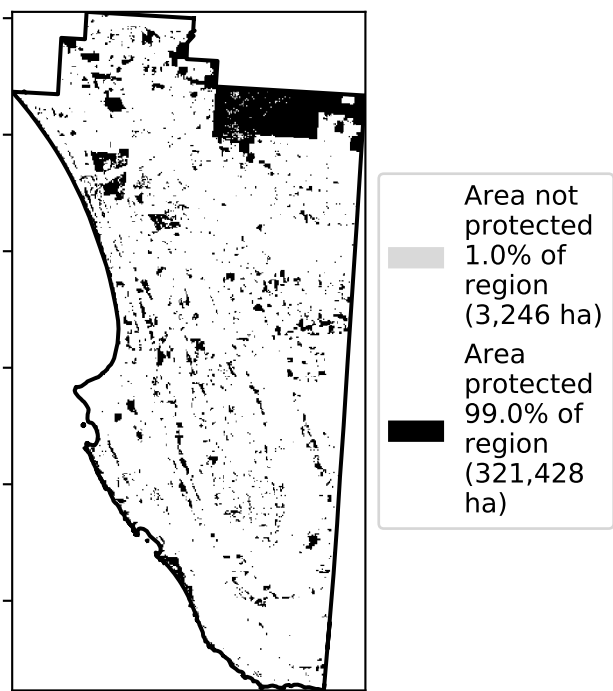 Area not
protected
1.0% of
region
(3,246 ha)
Area
protected
99.0% of
region
(321,428
ha)